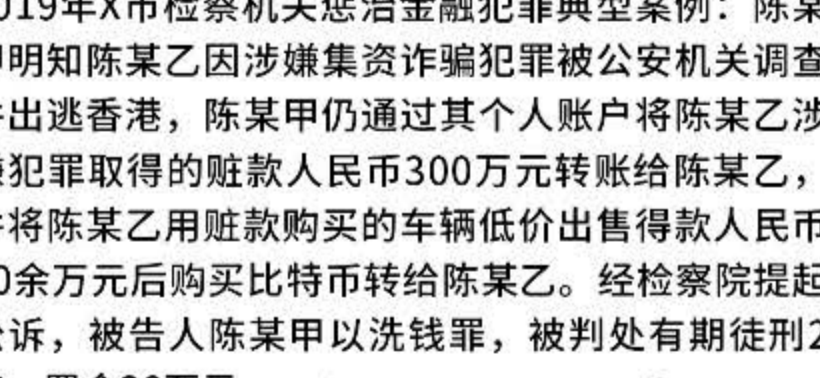 019年X市检察机关惩治金融犯罪典型案例：陈某
明知陈某乙因涉嫌集资诈骗犯罪被公安机关调查
出逃香港，陈某甲仍通过其个人账户将陈某乙涉
犯罪取得的赃款人民币300万元转账给陈某乙，
将陈某乙用赃款购买的车辆低价出售得款人民币
0余万元后购买比特币转给陈某乙。经检察院提起
诉，被告人陈某甲以洗钱罪，被判处有期徒刑2